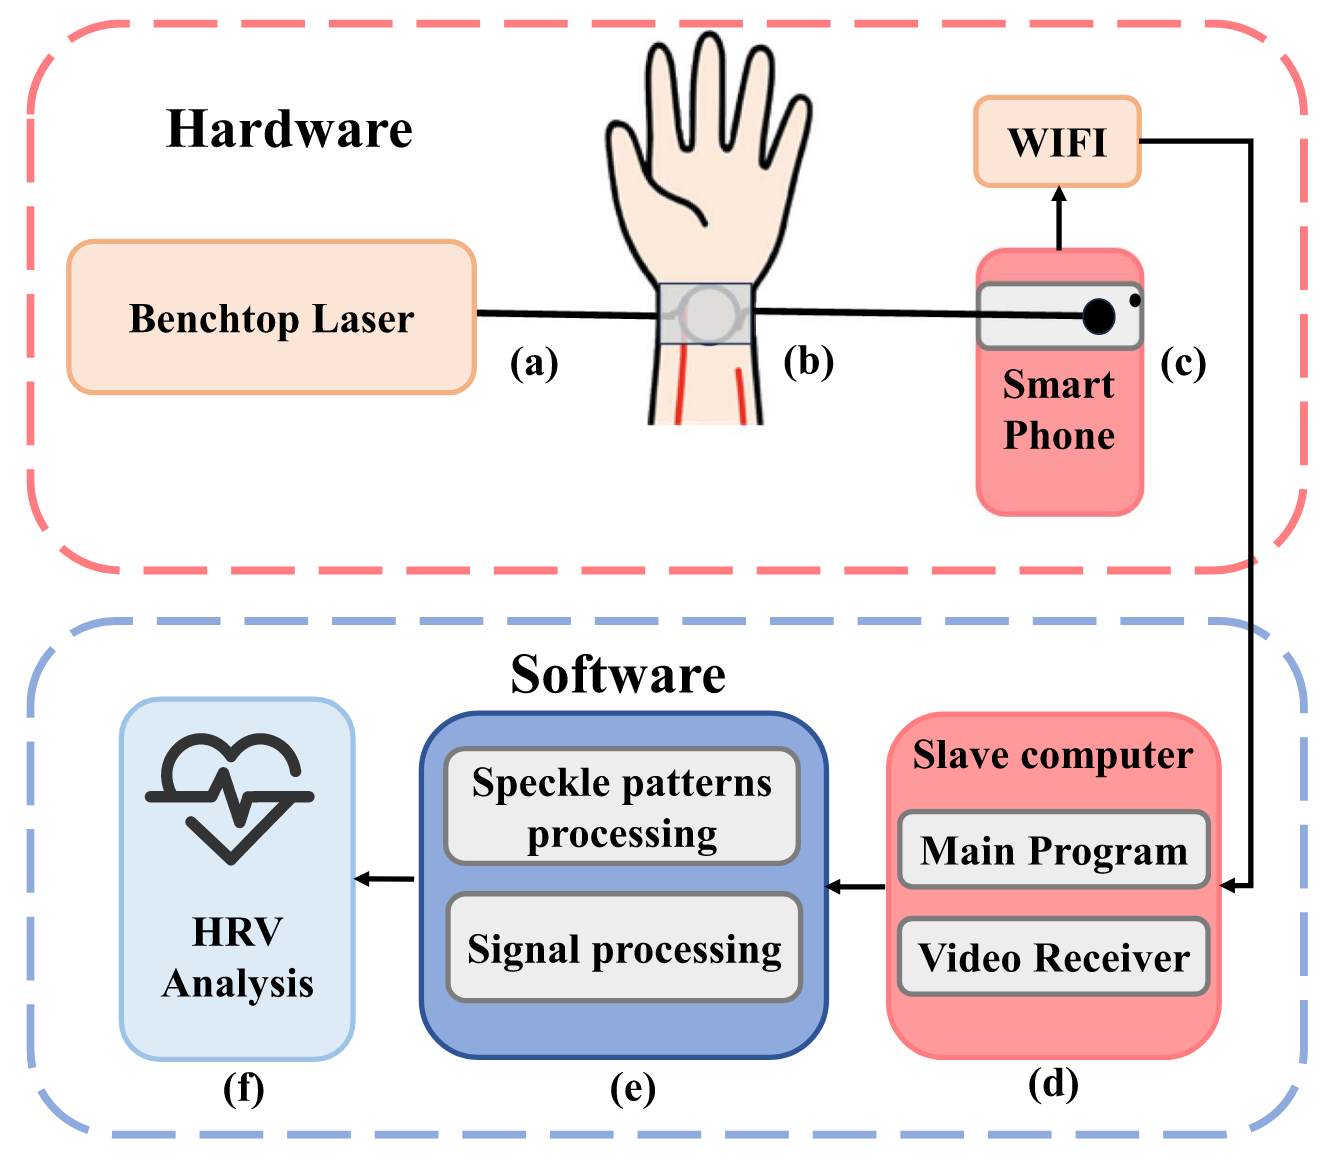 Hardware
WIFI
Benchtop Laser
(a)
(b)
(c)
Smart
Phone
Software
Slave computer
Main Program
Video Receiver
(d)
Speckle patterns
processing
Signal processing
(e)
HRV
Analysis
(f)